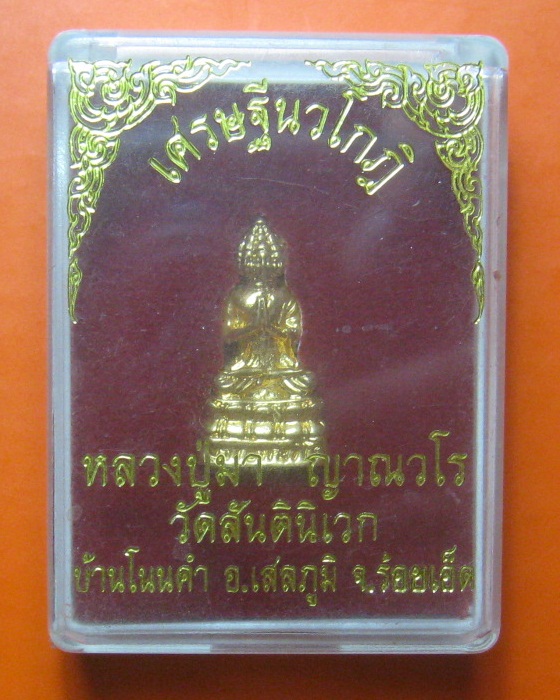 เศรษฐีนวโกฏิ
หลวงปู่มา ญาณวโร
วัดสันตินิเวก
บ้านโนนคำ อ.เสลภูมิ จ.ร้อยเอ็ด